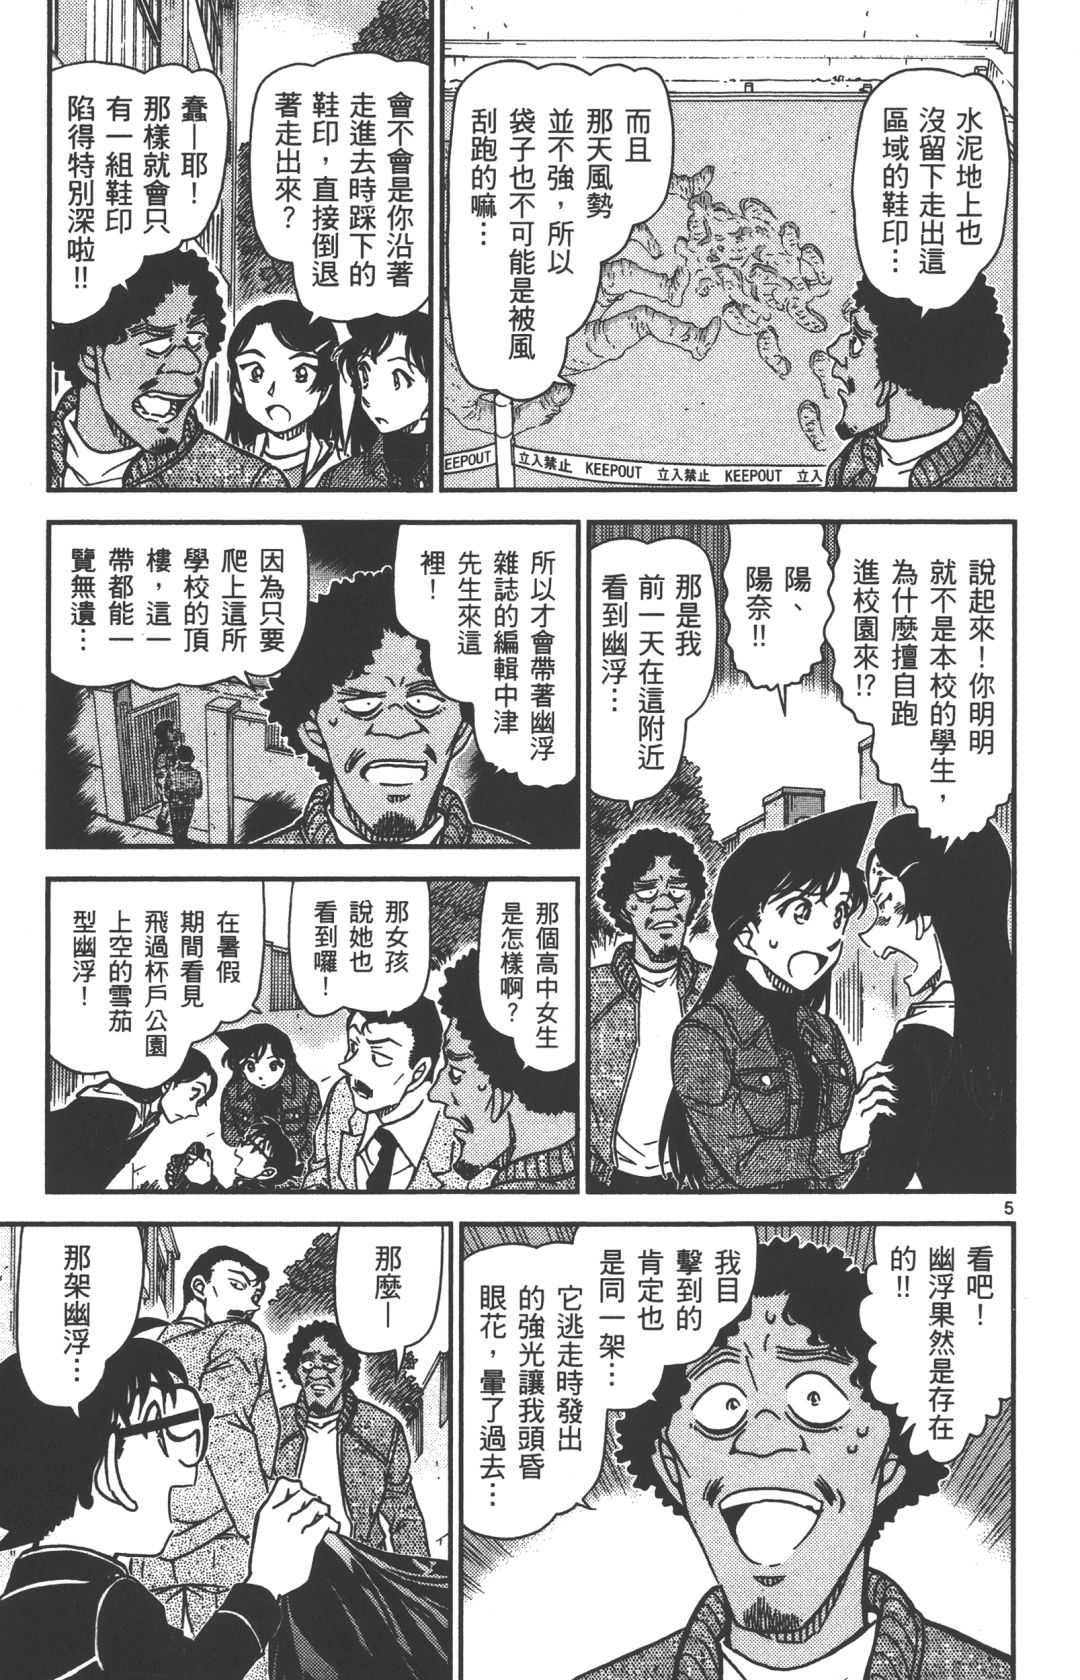 水泥地上也
沒留下走出這
區域的鞋印…
而且
那天風勢
並不強，所以
袋子也不可能是被風
刮跑的嘛…
EEPOUT 立入禁止 KEEPOUT 立入禁止 KEEPOUT 立入
會不會是你沿著
走進去時踩下的
鞋印，直接倒退
著走出來？
蠢—耶！
那樣就會只
有一組鞋印
陷得特別深啦!!
說起來！你明明
就不是本校的學生，
為什麼擅自跑
進校園來!?
陽、
陽奈!!
那是我
前一天在這附近
看到幽浮…
所以才會帶著幽浮
雜誌的編輯中津
先生來這
裡！
因為只要
爬上這所
學校的頂
樓，這一
帶都能一
覽無遺…
那個高中女生
是怎樣啊？
那女孩
說她也
看到囉！
在暑假
期間看見
飛過杯戶公園
上空的雪茄
型幽浮！
5
看吧！
幽浮果然是存在
的!!
我目
擊到的
肯定也
是同一架…
它逃走時發出
的強光讓我頭昏
眼花，暈了過去…
那麼—
那架幽浮…